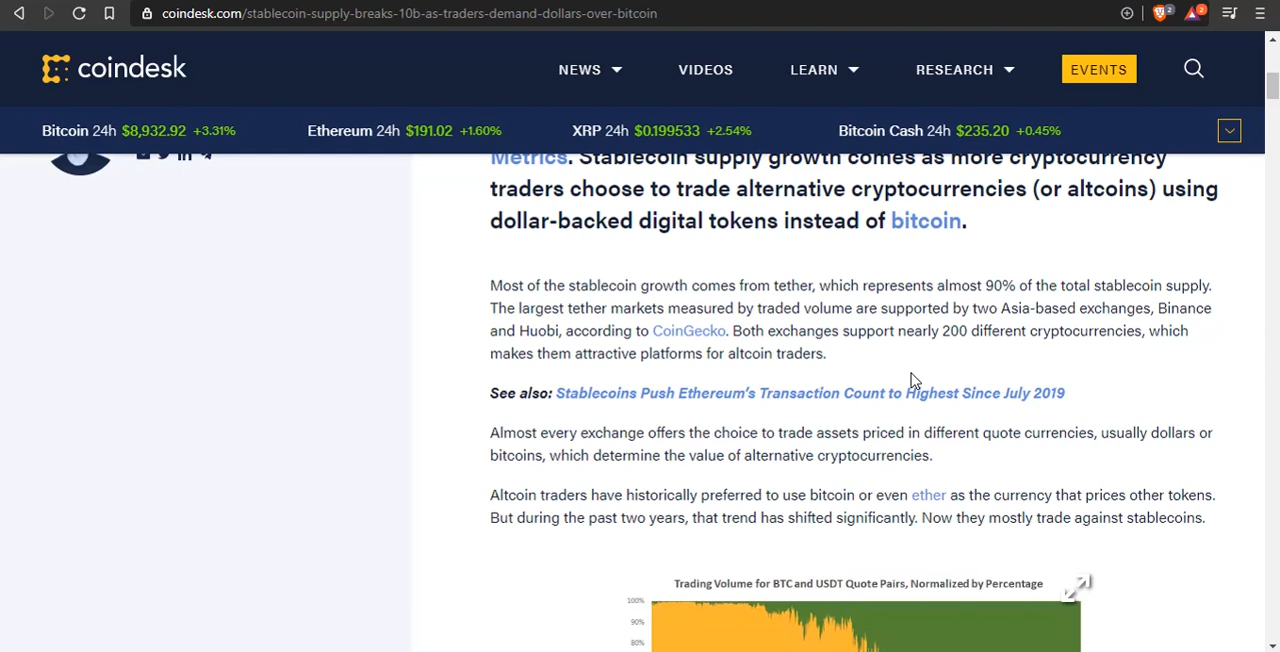 coindesk.com/stablecoin-supply-breaks-10b-as-traders-demand-dollars-over-bitcoin
2
2
coindesk
NEWS
VIDEOS
LEARN
RESEARCH
EVENTS
Bitcoin 24h $8,932.92 +3.31%
Ethereum 24h $191.02 +1.60%
XRP 24h $0.199533 +2.54%
Bitcoin Cash 24h $235.20 +0.45%
Metrics. Stablecoin supply growth comes as more cryptocurrency
traders choose to trade alternative cryptocurrencies (or altcoins) using
dollar-backed digital tokens instead of bitcoin.
Most of the stablecoin growth comes from tether, which represents almost 90% of the total stablecoin supply.
The largest tether markets measured by traded volume are supported by two Asia-based exchanges, Binance
and Huobi, according to CoinGecko. Both exchanges support nearly 200 different cryptocurrencies, which
makes them attractive platforms for altcoin traders.
See also: Stablecoins Push Ethereum's Transaction Count to Highest Since July 2019
Almost every exchange offers the choice to trade assets priced in different quote currencies, usually dollars or
bitcoins, which determine the value of alternative cryptocurrencies.
Altcoin traders have historically preferred to use bitcoin or even ether as the currency that prices other tokens.
But during the past two years, that trend has shifted significantly. Now they mostly trade against stablecoins.
Trading Volume for BTC and USDT Quote Pairs, Normalized by Percentage
100%
90%
80%